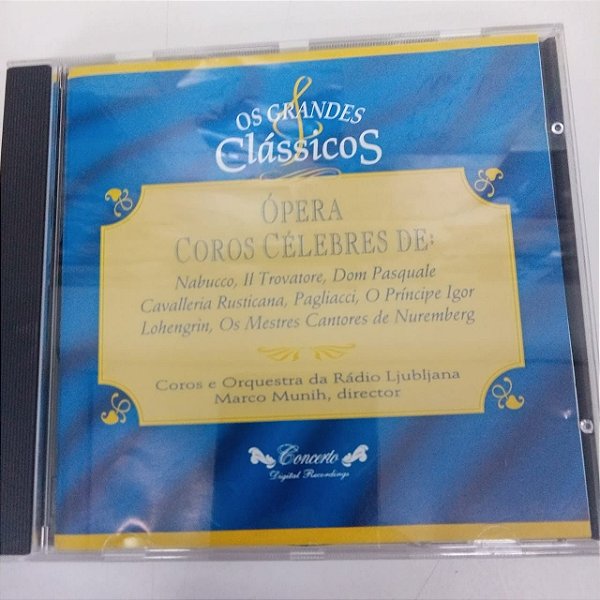 OS GRANDES
Clássicos
ÓPERA
COROS CÉLEBRES DE:
Nabucco, Il Trovatore, Dom Pasquale
Cavalleria Rusticana, Pagliacci, O Príncipe Igor
Lohengrin, Os Mestres Cantores de Nuremberg
Coros e Orquestra da Rádio Ljubljana
Marco Munih, director
Concerto
Digital Recordings